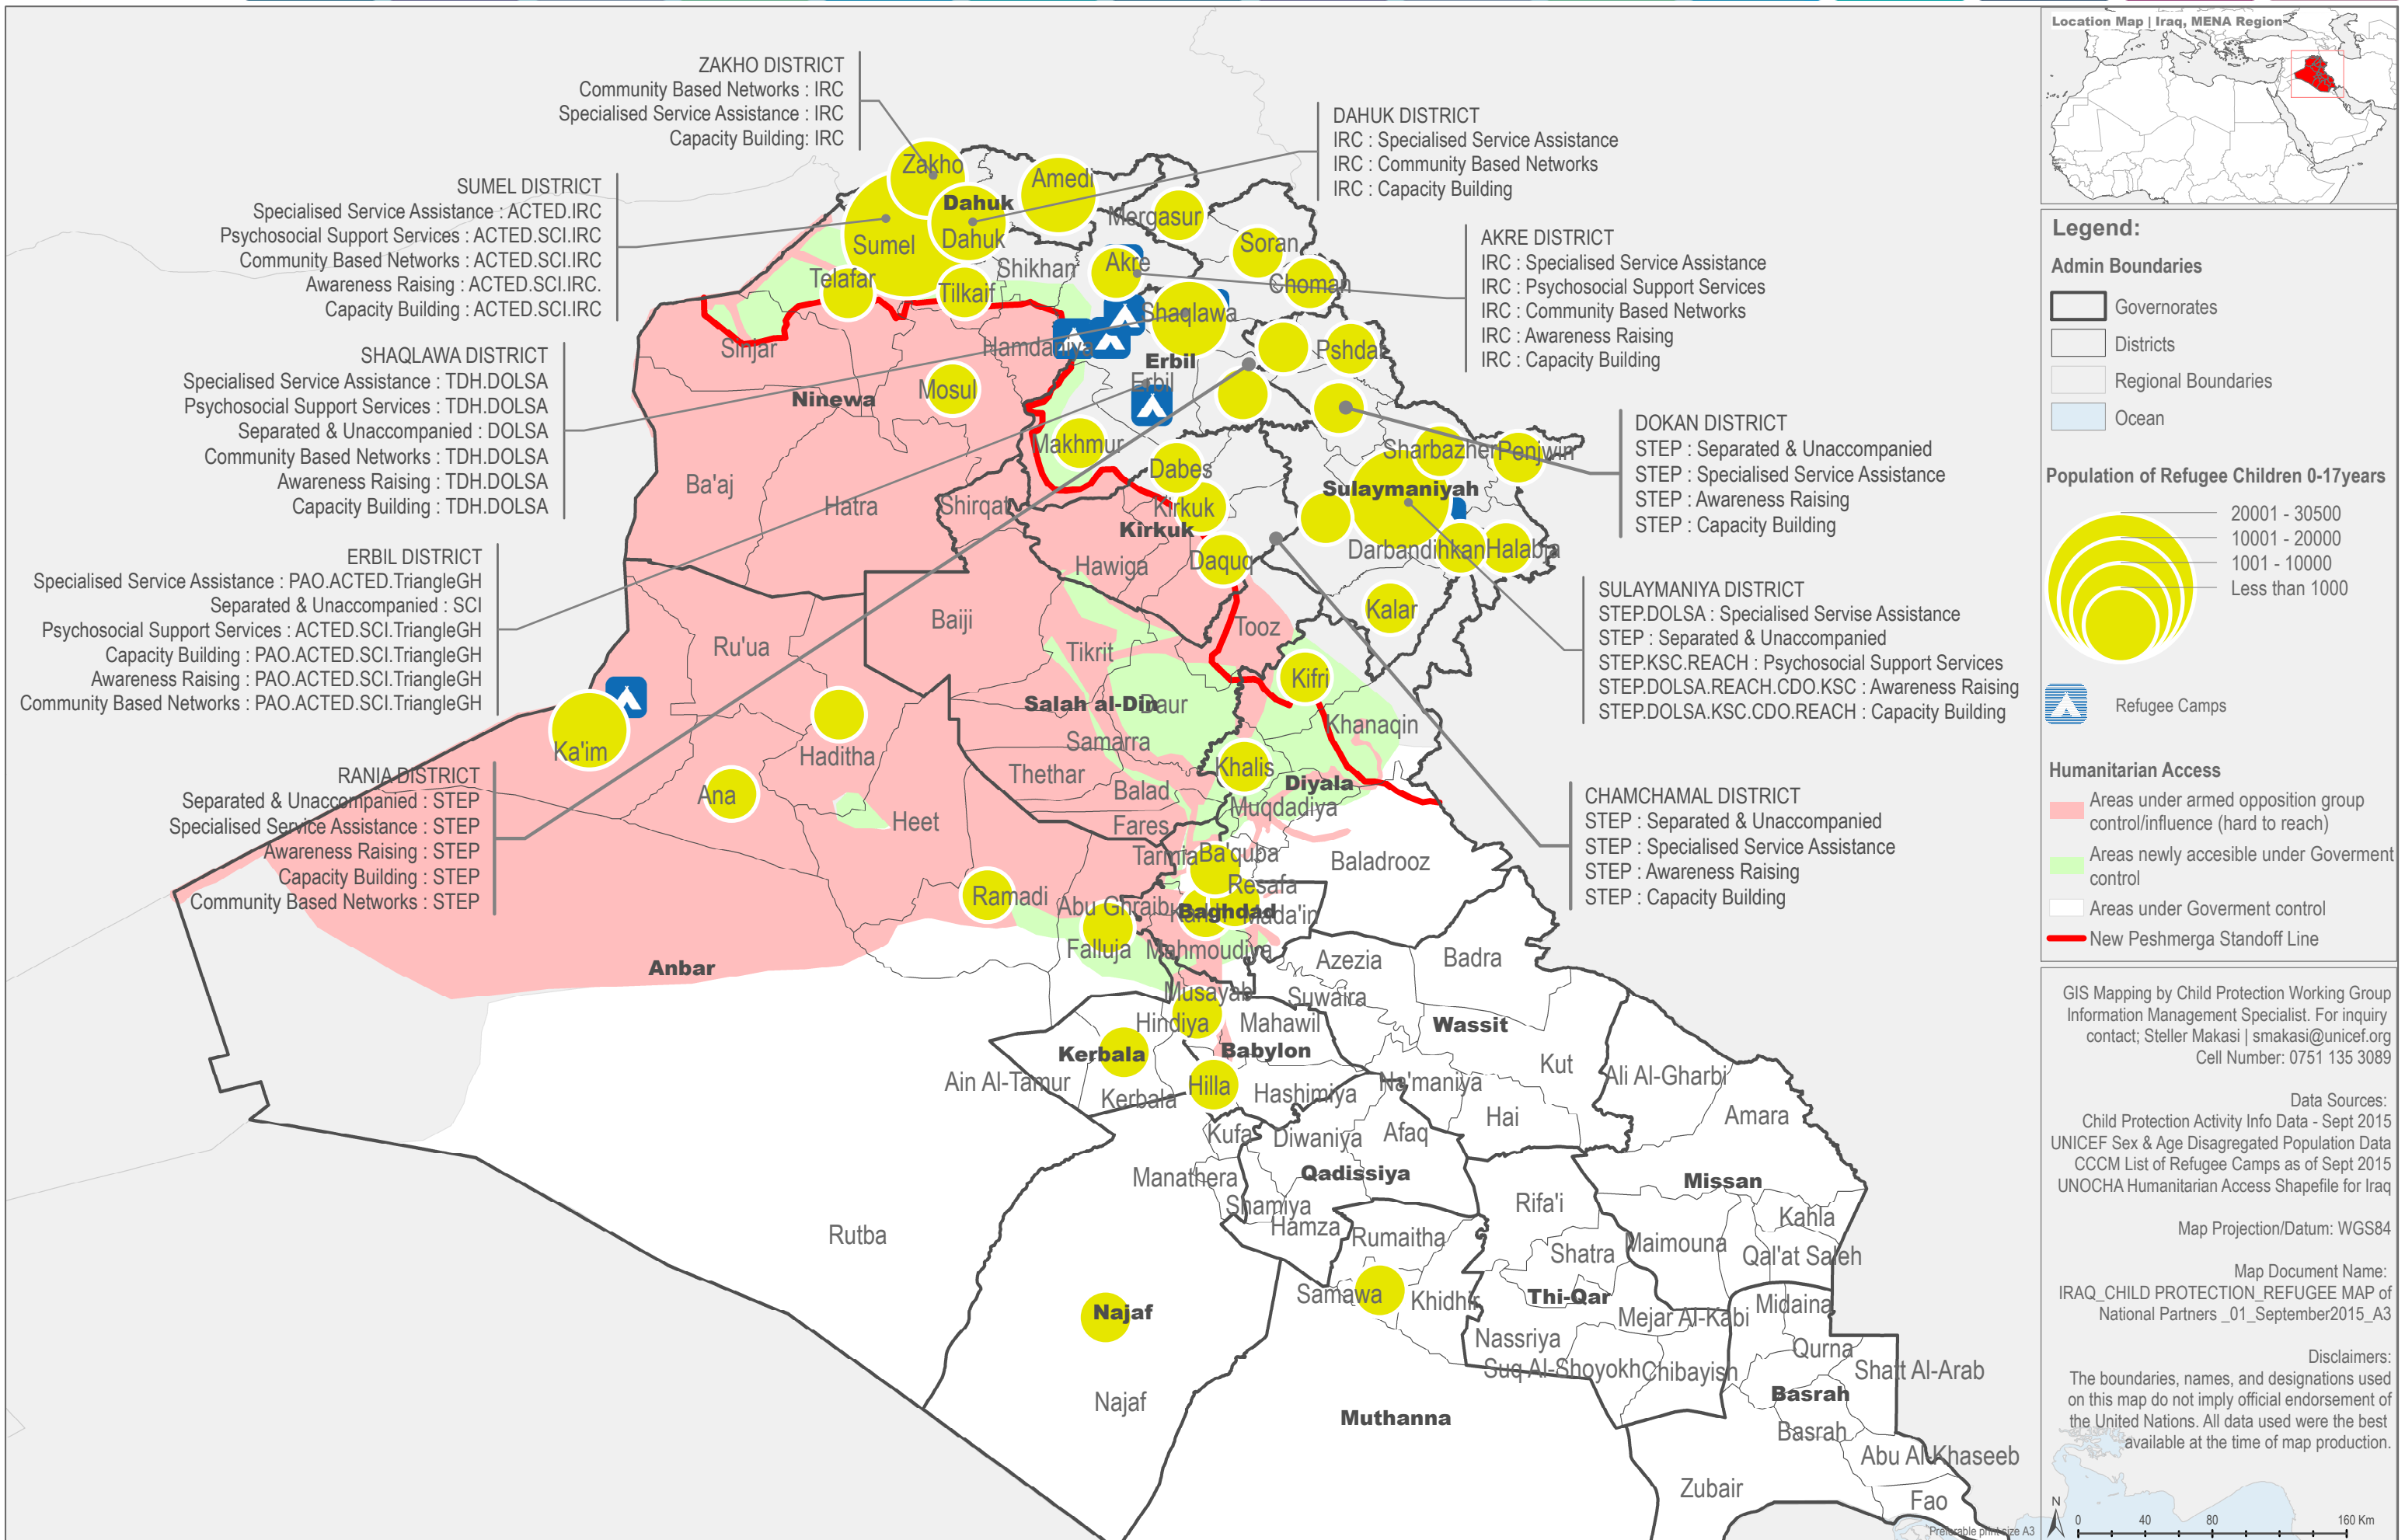 ZAKHO DISTRICT
Community Based Networks : IRC
Specialised Service Assistance : IRC
Capacity Building: IRC
SUMEL DISTRICT
Specialised Service Assistance : ACTED.IRC
Psychosocial Support Services : ACTED.SCI.IRC
Community Based Networks : ACTED.SCI.IRC
Awareness Raising : ACTED.SCI.IRC.
Capacity Building : ACTED.SCI.IRC
SHAQLAWA DISTRICT
Specialised Service Assistance : TDH.DOLSA
Psychosocial Support Services : TDH.DOLSA
Separated & Unaccompanied : DOLSA
Community Based Networks : TDH.DOLSA
Awareness Raising : TDH.DOLSA
Capacity Building : TDH.DOLSA
ERBIL DISTRICT
Specialised Service Assistance : PAO.ACTED.TriangleGH
Separated & Unaccompanied : SCI
Psychosocial Support Services : ACTED.SCI.TriangleGH
Capacity Building : PAO.ACTED.SCI.TriangleGH
Awareness Raising : PAO.ACTED.SCI.TriangleGH
Community Based Networks : PAO.ACTED.SCI.TriangleGH
RANIA DISTRICT
Separated & Unaccompanied : STEP
Specialised Service Assistance : STEP
Awareness Raising : STEP
Capacity Building : STEP
Community Based Networks : STEP
DAHUK DISTRICT
IRC : Specialised Service Assistance
IRC : Community Based Networks
IRC : Capacity Building
AKRE DISTRICT
IRC : Specialised Service Assistance
IRC : Psychosocial Support Services
IRC : Community Based Networks
IRC : Awareness Raising
IRC : Capacity Building
DOKAN DISTRICT
STEP : Separated & Unaccompanied
STEP : Specialised Service Assistance
STEP : Awareness Raising
STEP : Capacity Building
SULAYMANIYA DISTRICT
STEP.DOLSA : Specialised Servise Assistance
STEP : Separated & Unaccompanied
STEP.KSC.REACH : Psychosocial Support Services
STEP.DOLSA.REACH.CDO.KSC : Awareness Raising
STEP.DOLSA.KSC.CDO.REACH : Capacity Building
CHAMCHAMAL DISTRICT
STEP : Separated & Unaccompanied
STEP : Specialised Service Assistance
STEP : Awareness Raising
STEP : Capacity Building
Zakho
Amedi
Dahuk
Mergasur
Sumel
Dahuk
Soran
Shikhan
Akre
Telafar
Tilkaif
Choman
Shaqlawa
Sinjar
Hamdaniya
Pshdar
Erbil
Erbil
Mosul
Ninewa
Makhmur
Sharbazher
Penjwin
Dabes
Ba'aj
Hatra
Shirqat
Sulaymaniyah
Kirkuk
Kirkuk
Darbandihkan
Halabja
Hawiga
Daquq
Kalar
Baiji
Tooz
Ru'ua
Tikrit
Kifri
Salah al-Din
Daur
Khanaqin
Ka'im
Haditha
Samarra
Thethar
Khalis
Diyala
Ana
Balad
Muqdadiya
Heet
Fares
Tarmia
Ba'quba
Baladrooz
Resafa
Ramadi
Abu Ghraib
Baghdad
Mada'in
Falluja
Mahmoudiya
Anbar
Azezia
Badra
Musayab
Suwaira
Hindiya
Mahawil
Wassit
Kerbala
Babylon
Kut
Ain Al-Tamur
Kerbala
Hilla
Hashimiya
Na'maniya
Ali Al-Gharbi
Hai
Amara
Kufa
Diwaniya
Afaq
Manathera
Qadissiya
Missan
Shamiya
Rifa'i
Hamza
Rumaitha
Kahla
Rutba
Shatra
Maimouna
Qal'at Saleh
Samawa
Khidhir
Thi-Qar
Najaf
Mejar Al-Kabi
Midaina
Nassriya
Qurna
Suq Al-Shoyokh
Chibayish
Shatt Al-Arab
Najaf
Muthanna
Basrah
Basrah
Abu Al-Khaseeb
Zubair
Fao
Location Map | Iraq, MENA Region
Legend:
Admin Boundaries
Governorates
Districts
Regional Boundaries
Ocean
Population of Refugee Children 0-17years
20001 - 30500
10001 - 20000
1001 - 10000
Less than 1000
Refugee Camps
Humanitarian Access
Areas under armed opposition group
control/influence (hard to reach)
Areas newly accesible under Goverment
control
Areas under Goverment control
New Peshmerga Standoff Line
GIS Mapping by Child Protection Working Group
Information Management Specialist. For inquiry
contact; Steller Makasi | smakasi@unicef.org
Cell Number: 0751 135 3089
Data Sources:
Child Protection Activity Info Data - Sept 2015
UNICEF Sex & Age Disagregated Population Data
CCCM List of Refugee Camps as of Sept 2015
UNOCHA Humanitarian Access Shapefile for Iraq
Map Projection/Datum: WGS84
Map Document Name:
IRAQ_CHILD PROTECTION_REFUGEE MAP of
National Partners _01_September2015_A3
Disclaimers:
The boundaries, names, and designations used
on this map do not imply official endorsement of
the United Nations. All data used were the best
available at the time of map production.
N
0 40 80 160 Km
Preferable print size A3